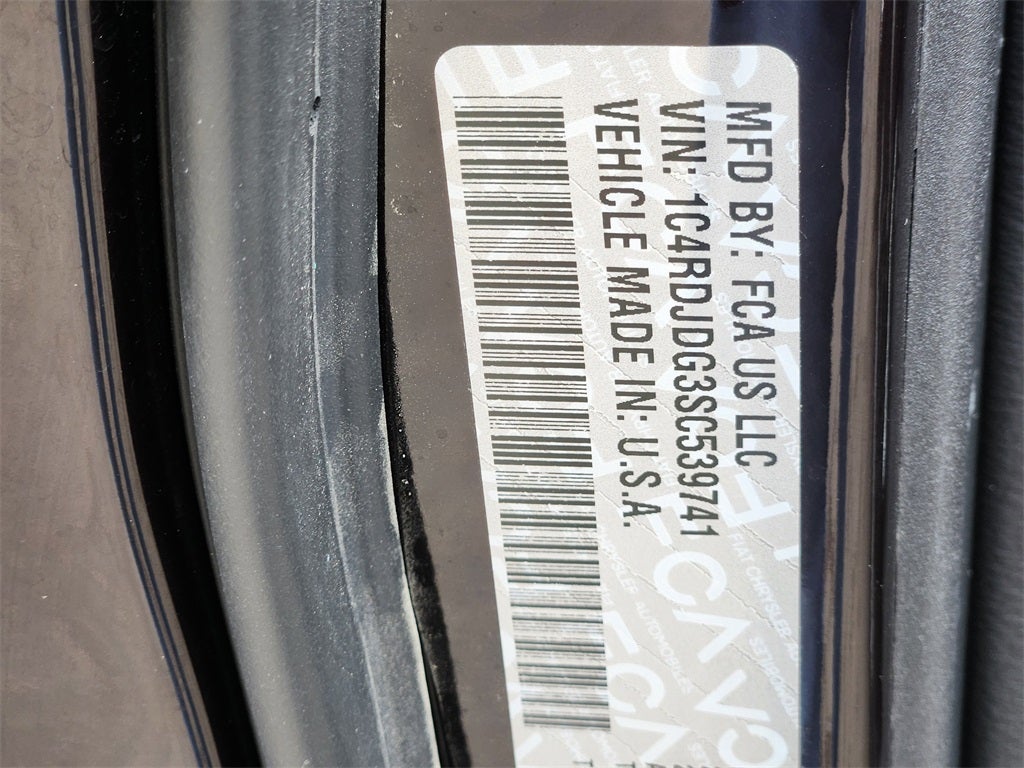 MFD BY: FCA US LLC
VIN: 1C4RDJDG3SC539741
VEHICLE MADE IN: U.S.A.